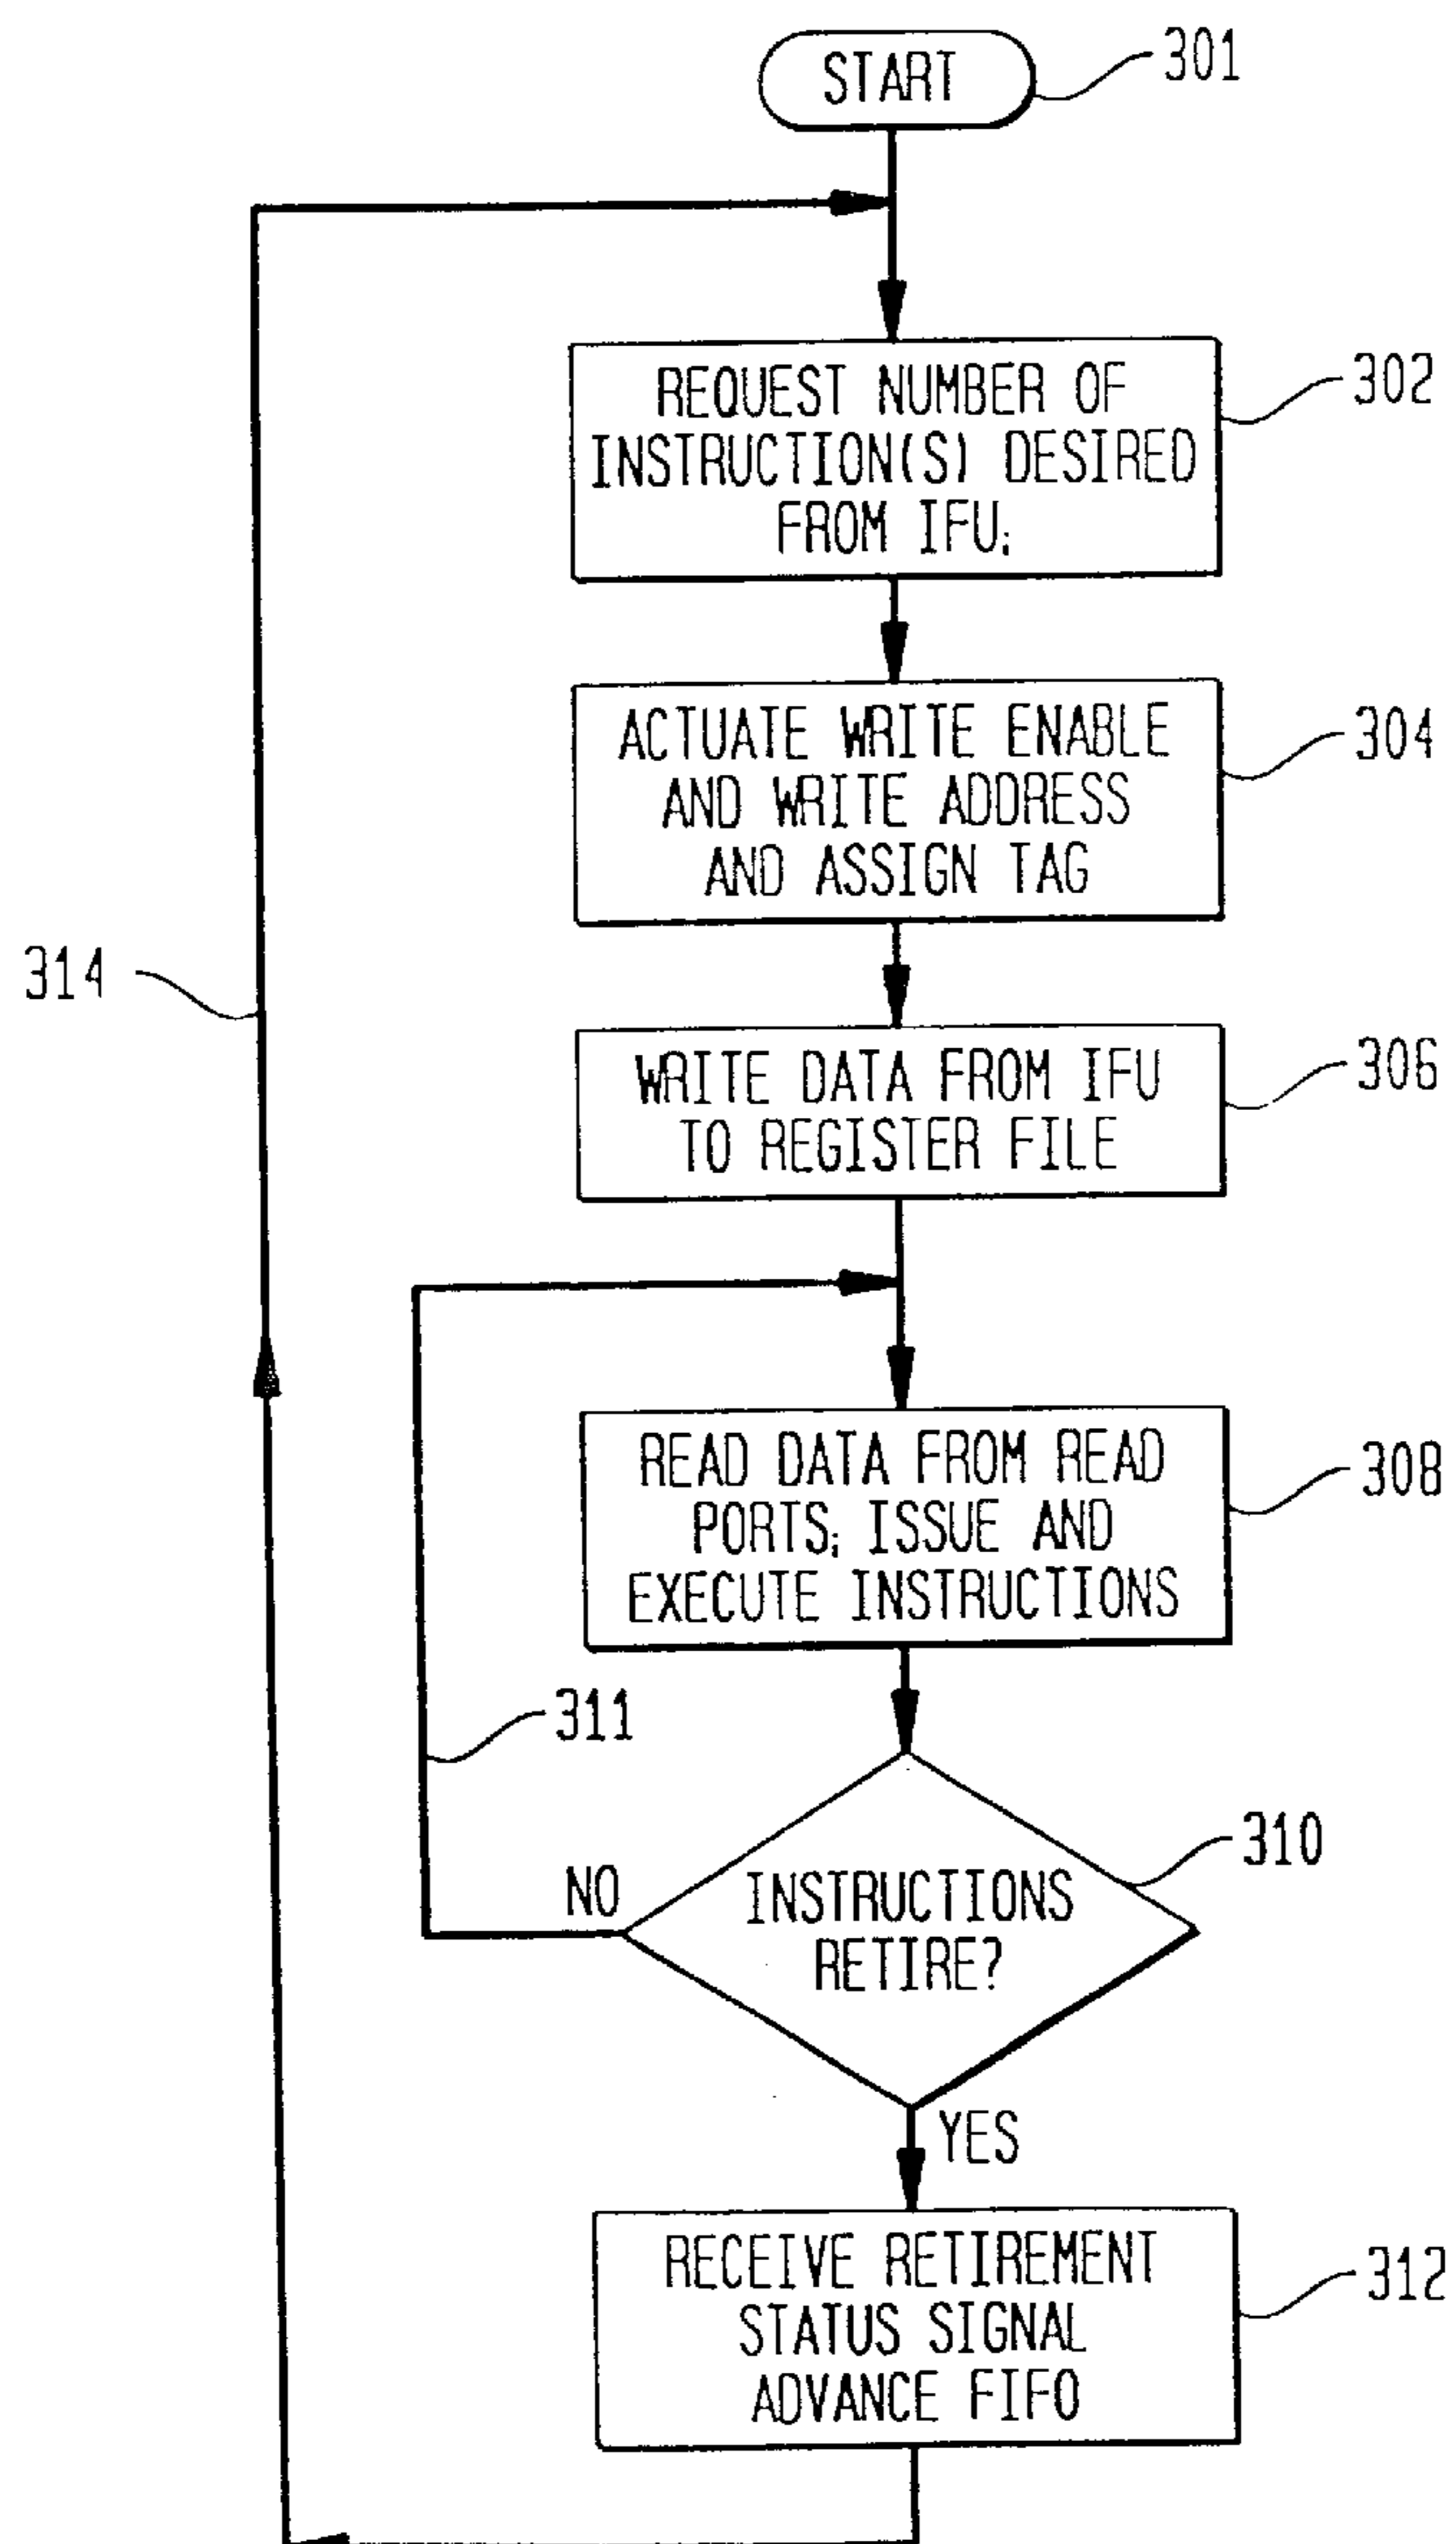 START
301
REQUEST NUMBER OF
INSTRUCTION(S) DESIRED
FROM IFU;
302
ACTUATE WRITE ENABLE
AND WRITE ADDRESS
AND ASSIGN TAG
304
314
WRITE DATA FROM IFU
TO REGISTER FILE
306
READ DATA FROM READ
PORTS; ISSUE AND
EXECUTE INSTRUCTIONS
308
311
NO
INSTRUCTIONS
RETIRE?
310
YES
RECEIVE RETIREMENT
STATUS SIGNAL
ADVANCE FIFO
312